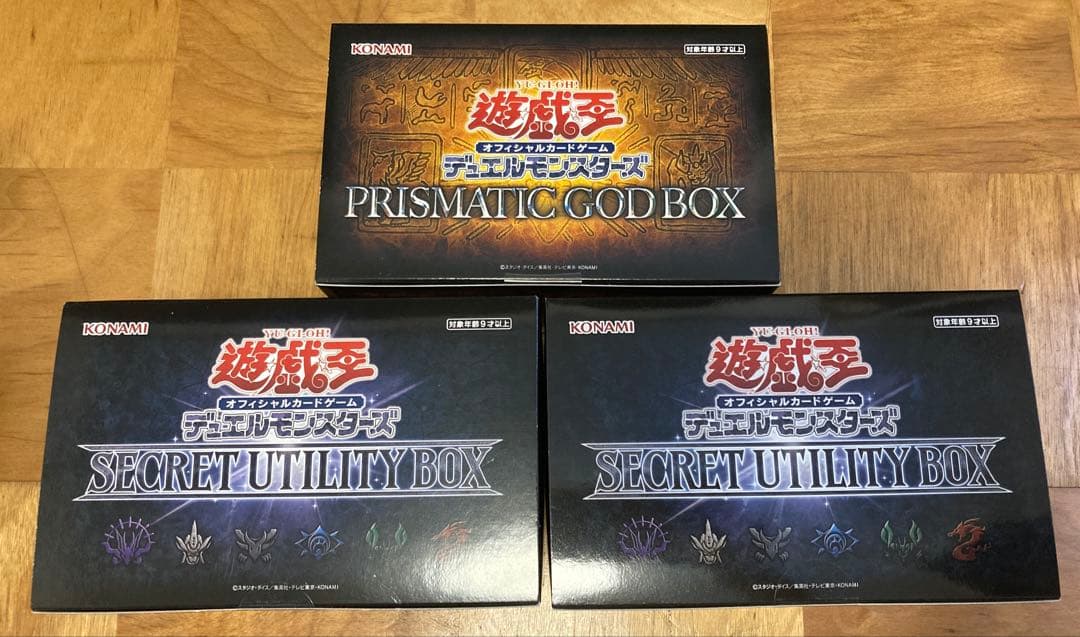 KONAMI
対象年齢9才以上
YU-GI-OH!
遊戯王
オフィシャルカードゲーム
デュエルモンスターズ
PRISMATIC GOD BOX
©スタジオ・ダイス/集英社・テレビ東京・KONAMI
KONAMI
対象年齢9才以上
YU-GI-OH!
遊戯王
オフィシャルカードゲーム
デュエルモンスターズ
SECRET UTILITY BOX
©スタジオ・ダイス/集英社・テレビ東京・KONAMI
KONAMI
対象年齢9才以上
YU-GI-OH!
遊戯王
オフィシャルカードゲーム
デュエルモンスターズ
SECRET UTILITY BOX
©スタジオ・ダイス/集英社・テレビ東京・KONAMI